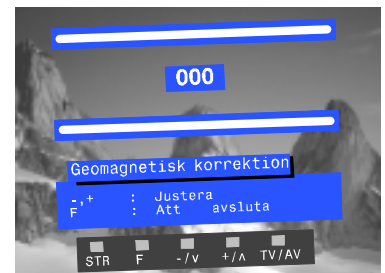 000
Geomagnetisk korrektion
-,+ : Justera
F : Att avsluta
STR F -/v +/ʌ TV/AV